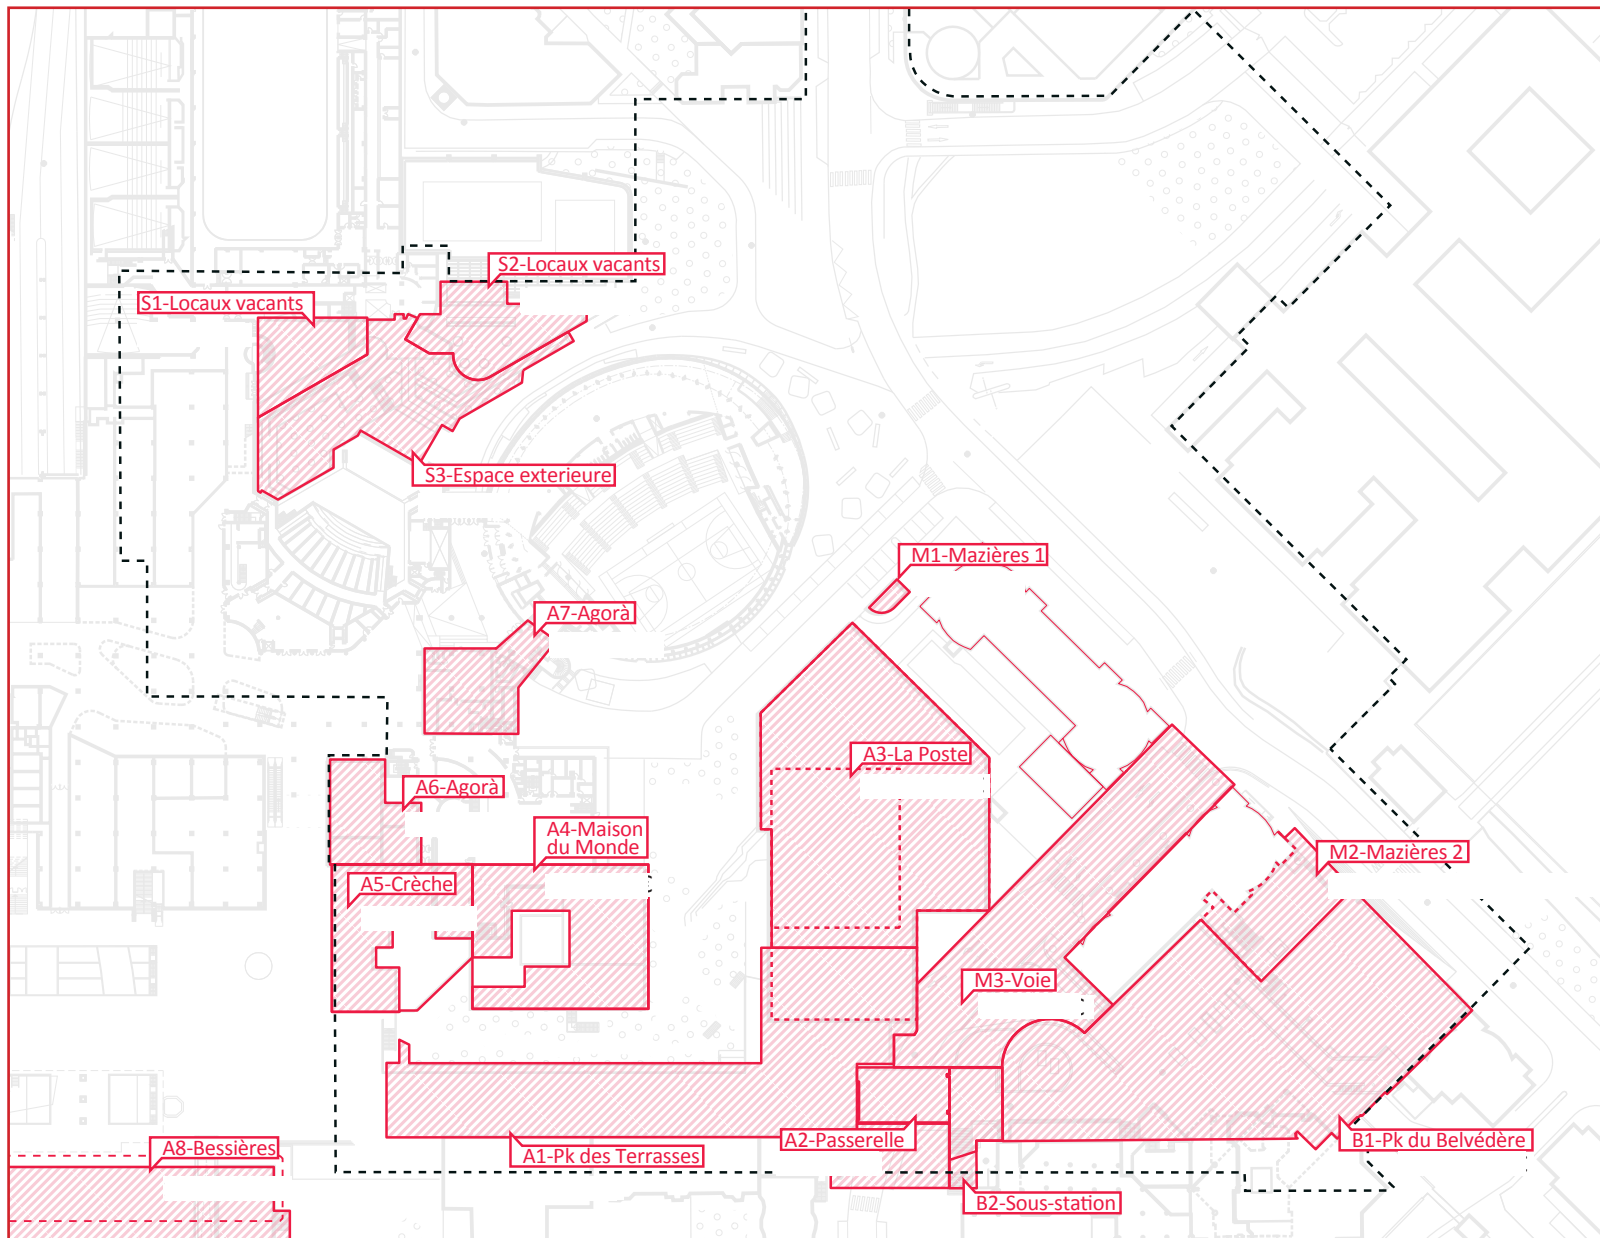 S2-Locaux vacants
S1-Locaux vacants
S3-Espace exterieure
M1-Mazières 1
A7-Agorà
A3-La Poste
A6-Agorà
A4-Maison
du Monde
M2-Mazières 2
A5-Crèche
M3-Voie
A2-Passerelle
B1-Pk du Belvédère
A8-Bessières
A1-Pk des Terrasses
B2-Sous-station